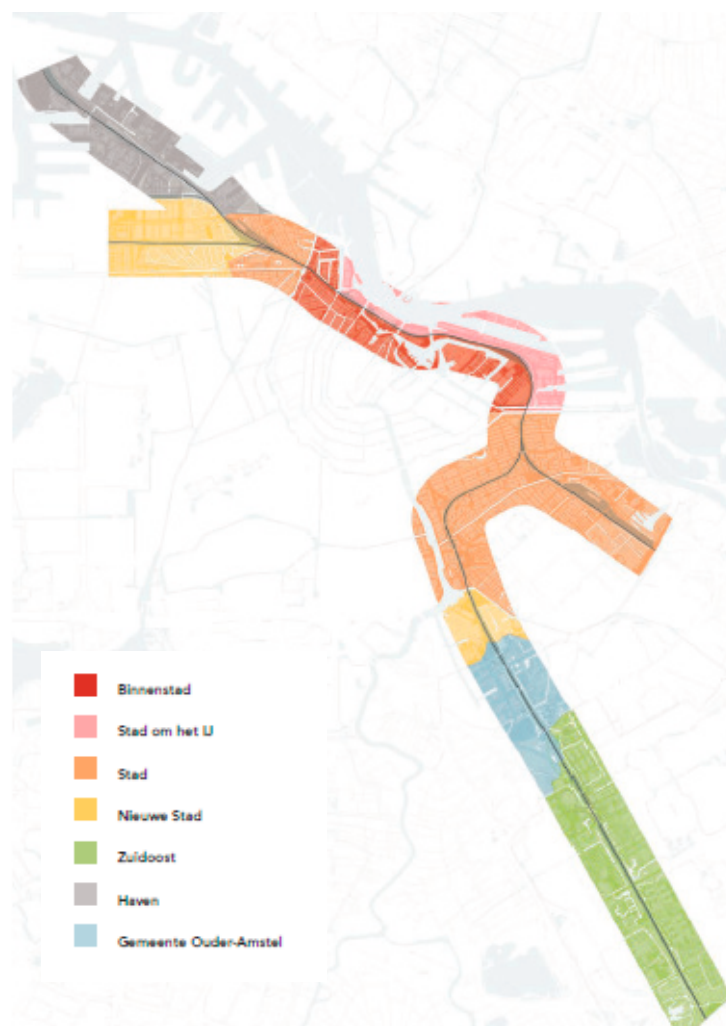 Binnenstad
Stad om het IJ
Stad
Nieuwe Stad
Zuidoost
Haven
Gemeente Ouder-Amstel